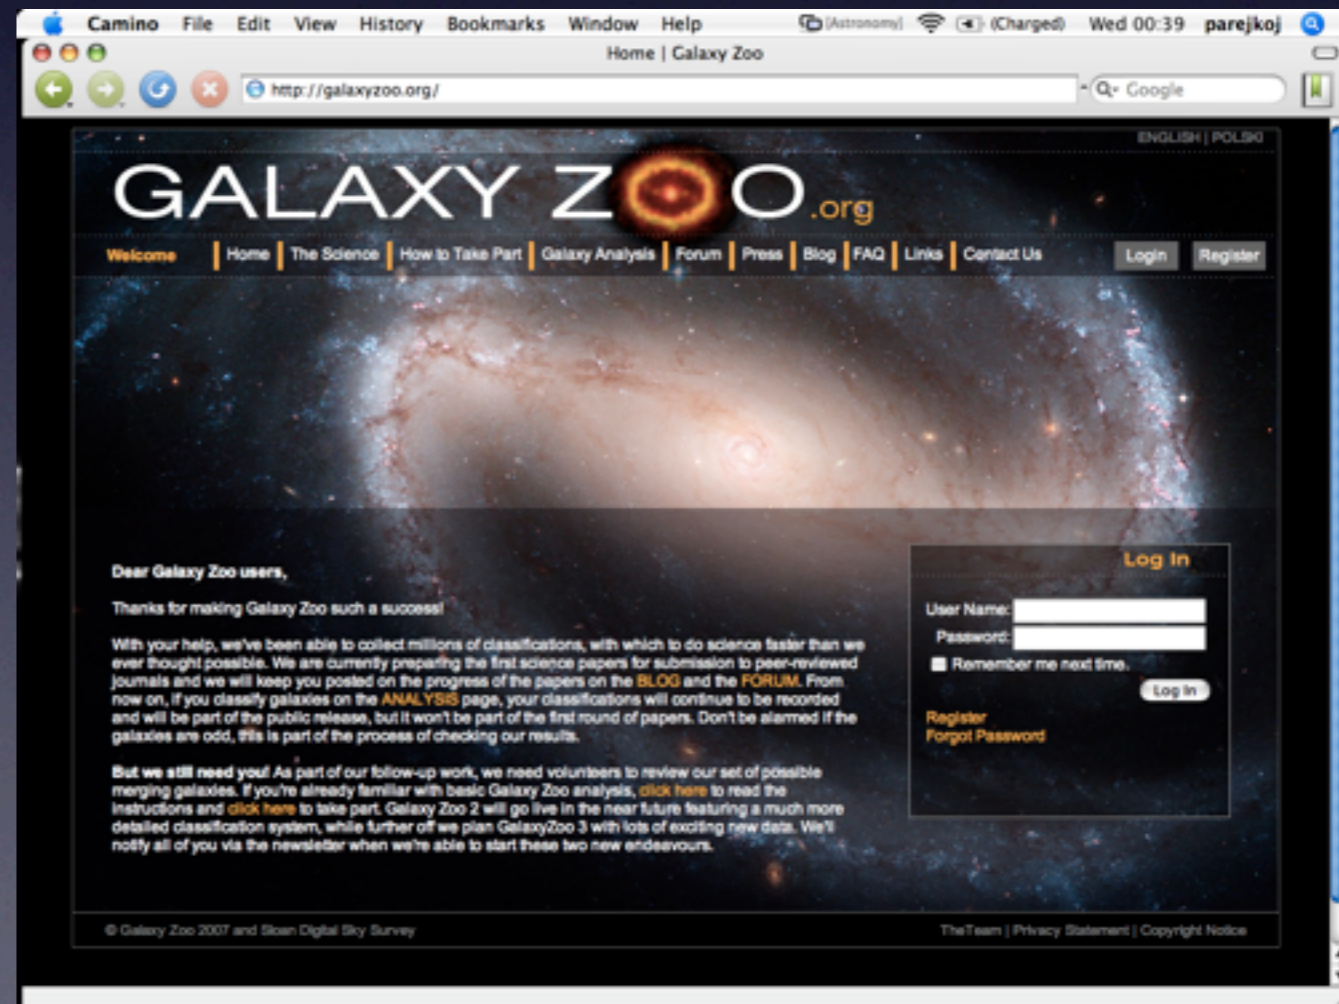 Camino File Edit View History Bookmarks Window Help [Astronomy] (Charged) Wed 00:39 parejkoj
Home | Galaxy Zoo
http://galaxyzoo.org/ Google
ENGLISH | POLSKI
GALAXY ZOO.org
Welcome Home The Science How to Take Part Galaxy Analysis Forum Press Blog FAQ Links Contact Us Login Register
Dear Galaxy Zoo users,
Thanks for making Galaxy Zoo such a success!
With your help, we've been able to collect millions of classifications, with which to do science faster than we
ever thought possible. We are currently preparing the first science papers for submission to peer-reviewed
journals and we will keep you posted on the progress of the papers on the BLOG and the FORUM. From
now on, if you classify galaxies on the ANALYSIS page, your classifications will continue to be recorded
and will be part of the public release, but it won't be part of the first round of papers. Don't be alarmed if the
galaxies are odd, this is part of the process of checking our results.
But we still need you! As part of our follow-up work, we need volunteers to review our set of possible
merging galaxies. If you're already familiar with basic Galaxy Zoo analysis, click here to read the
instructions and click here to take part. Galaxy Zoo 2 will go live in the near future featuring a much more
detailed classification system, while further off we plan GalaxyZoo 3 with lots of exciting new data. We'll
notify all of you via the newsletter when we're able to start these two new endeavours.
Log In
User Name:
Password:
Remember me next time.
Log In
Register
Forgot Password
© Galaxy Zoo 2007 and Sloan Digital Sky Survey TheTeam | Privacy Statement | Copyright Notice